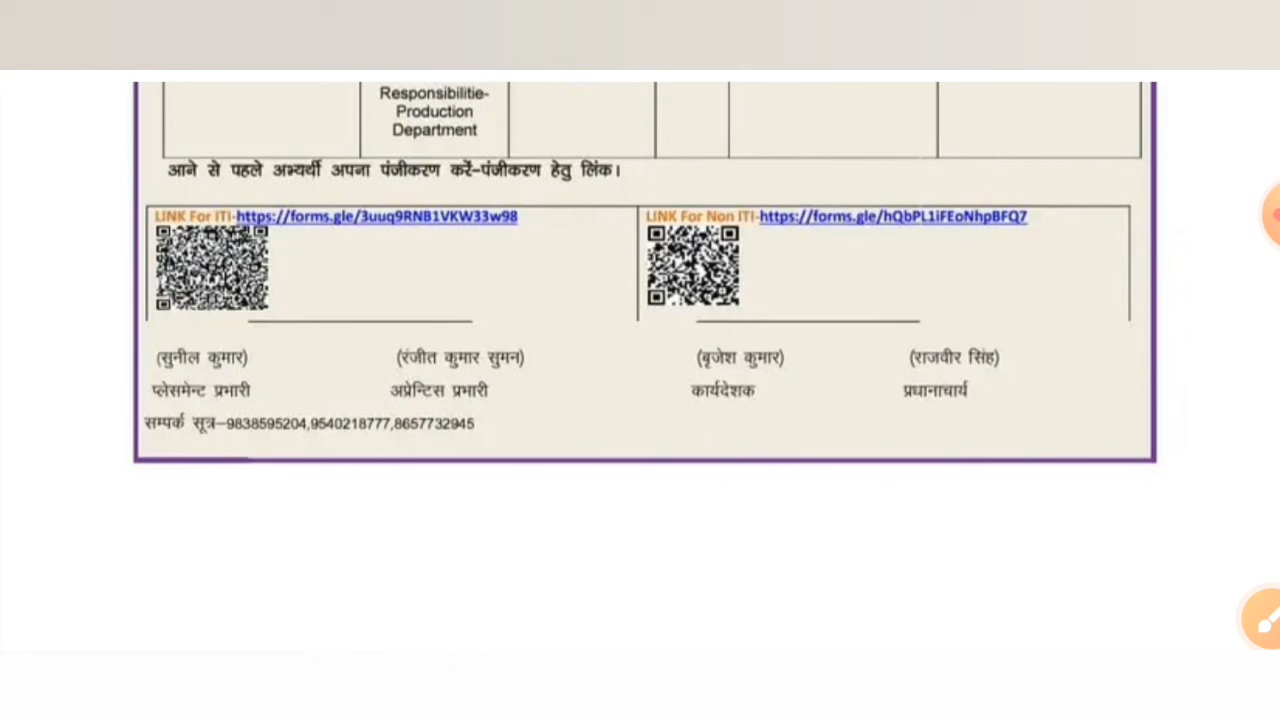 Responsibilitie-
Production
Department
आने से पहले अभ्यर्थी अपना पंजीकरण करें–पंजीकरण हेतु लिंक।
LINK For ITI-https://forms.gle/3uuq9RNB1VKW33w98
LINK For Non ITI-https://forms.gle/hQbPL1iFEoNhpBFQ7
(सुनील कुमार) (रंजीत कुमार सुमन) (बृजेश कुमार) (राजवीर सिंह)
प्लेसमेन्ट प्रभारी अप्रेन्टिस प्रभारी कार्यदेशक प्रधानाचार्य
सम्पर्क सूत्र–9838595204,9540218777,8657732945